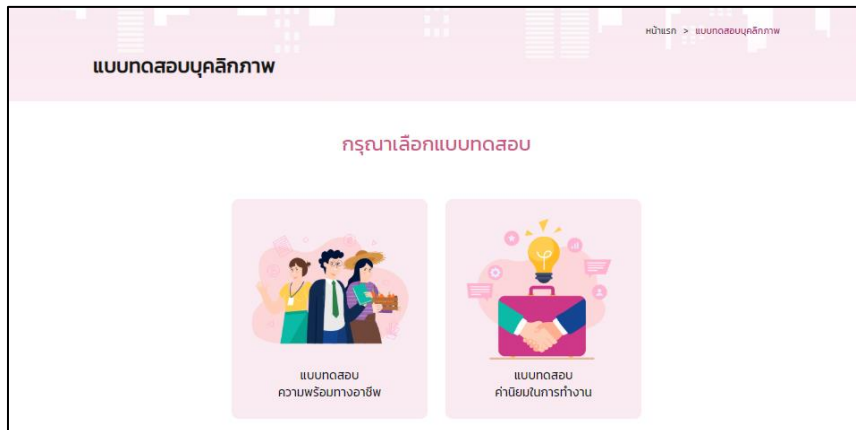 หน้าแรก > แบบทดสอบบุคลิกภาพ
แบบทดสอบบุคลิกภาพ
กรุณาเลือกแบบทดสอบ
แบบทดสอบ
ความพร้อมทางอาชีพ
แบบทดสอบ
ค่านิยมในการทำงาน